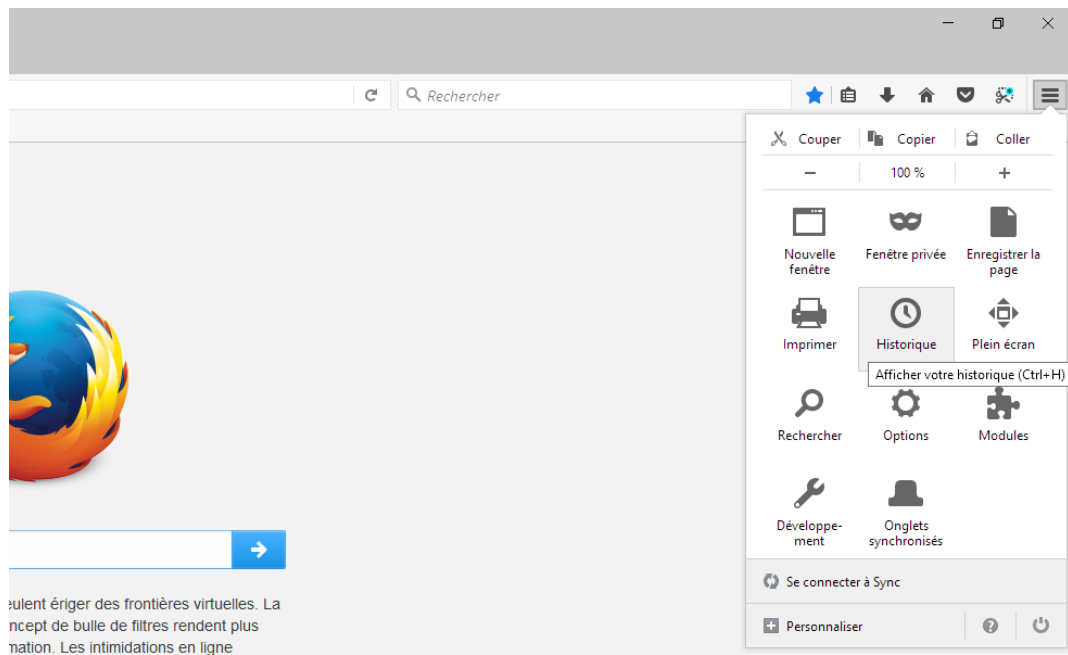 Rechercher
Couper Copier Coller
− 100 % +
Nouvelle fenêtre
Fenêtre privée
Enregistrer la page
Imprimer
Historique
Plein écran
Afficher votre historique (Ctrl+H)
Rechercher
Options
Modules
Développe-
ment
Onglets
synchronisés
Se connecter à Sync
Personnaliser
?
eulent ériger des frontières virtuelles. La
ncept de bulle de filtres rendent plus
mation. Les intimidations en ligne